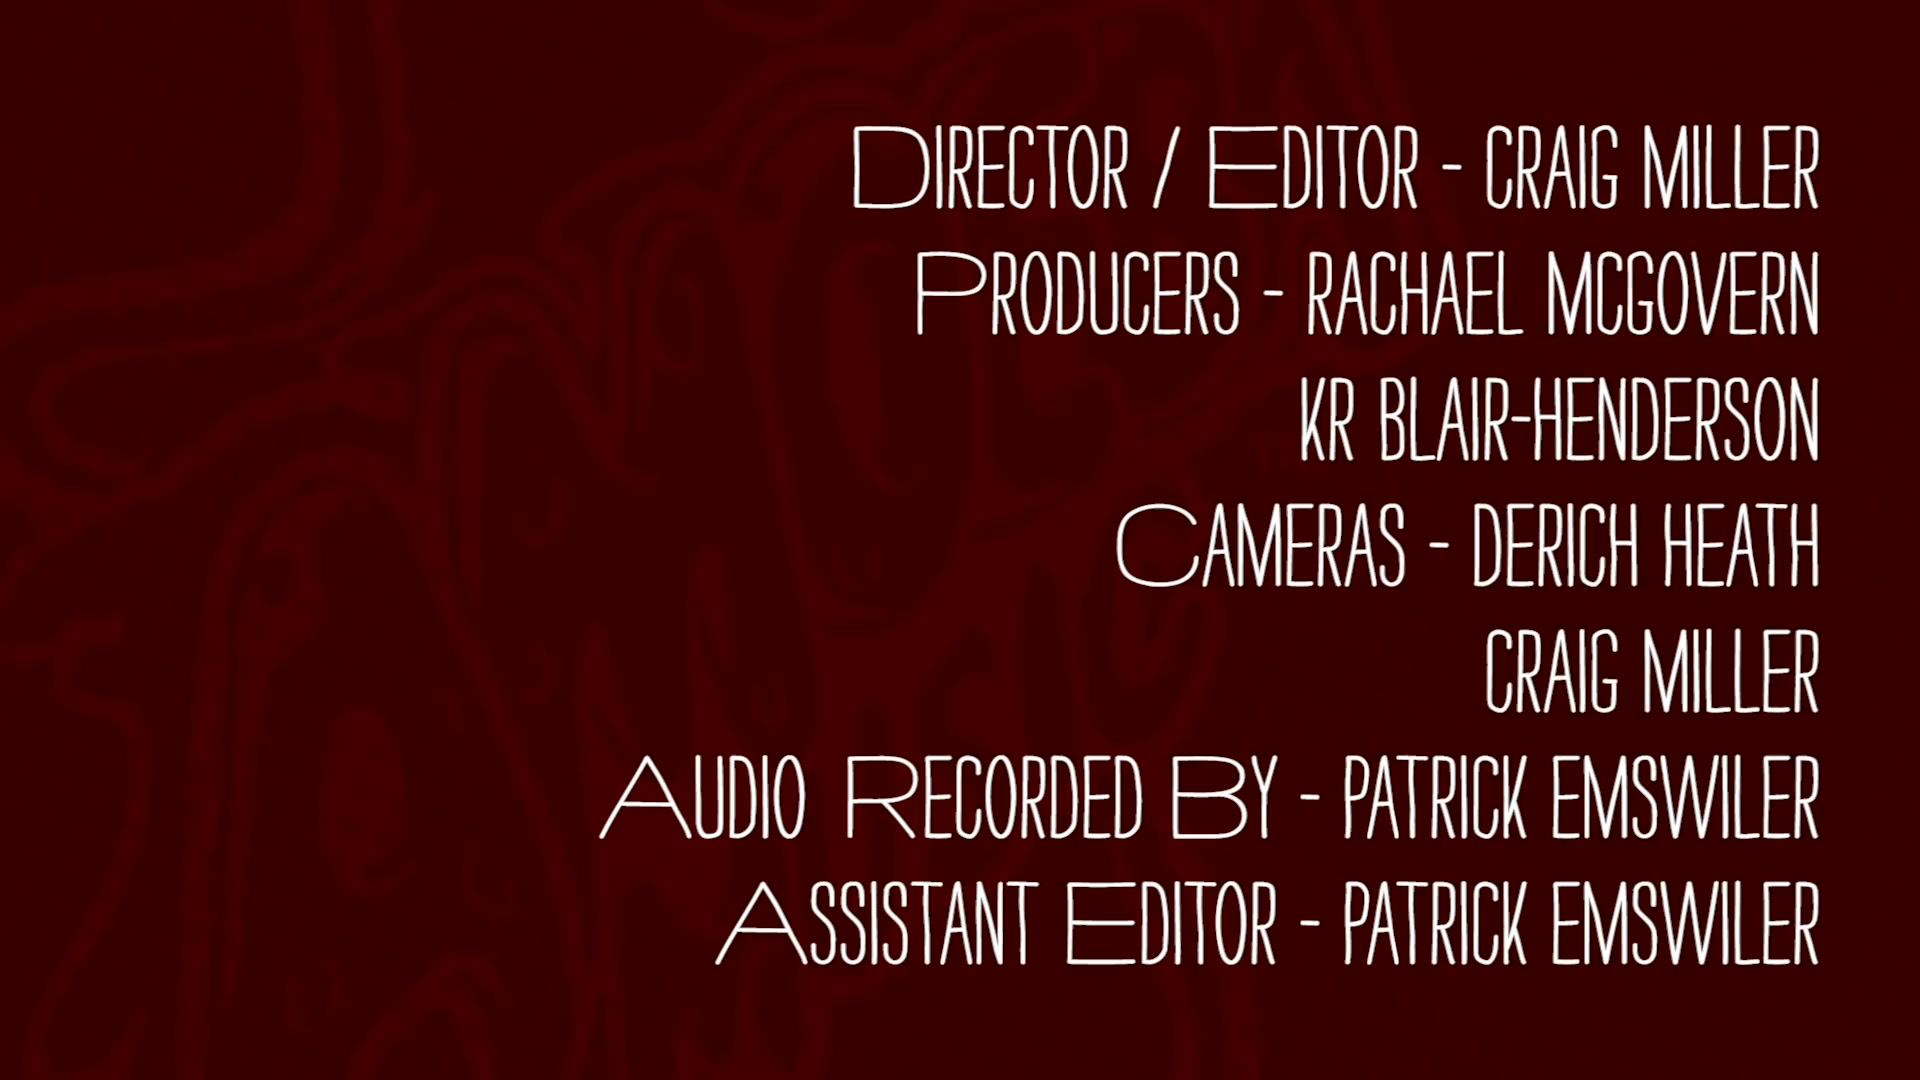 Director / Editor - CRAIG MILLER
Producers - RACHAEL MCGOVERN
KR BLAIR-HENDERSON
Cameras - DERICH HEATH
CRAIG MILLER
Audio Recorded By - PATRICK EMSWILER
Assistant Editor - PATRICK EMSWILER